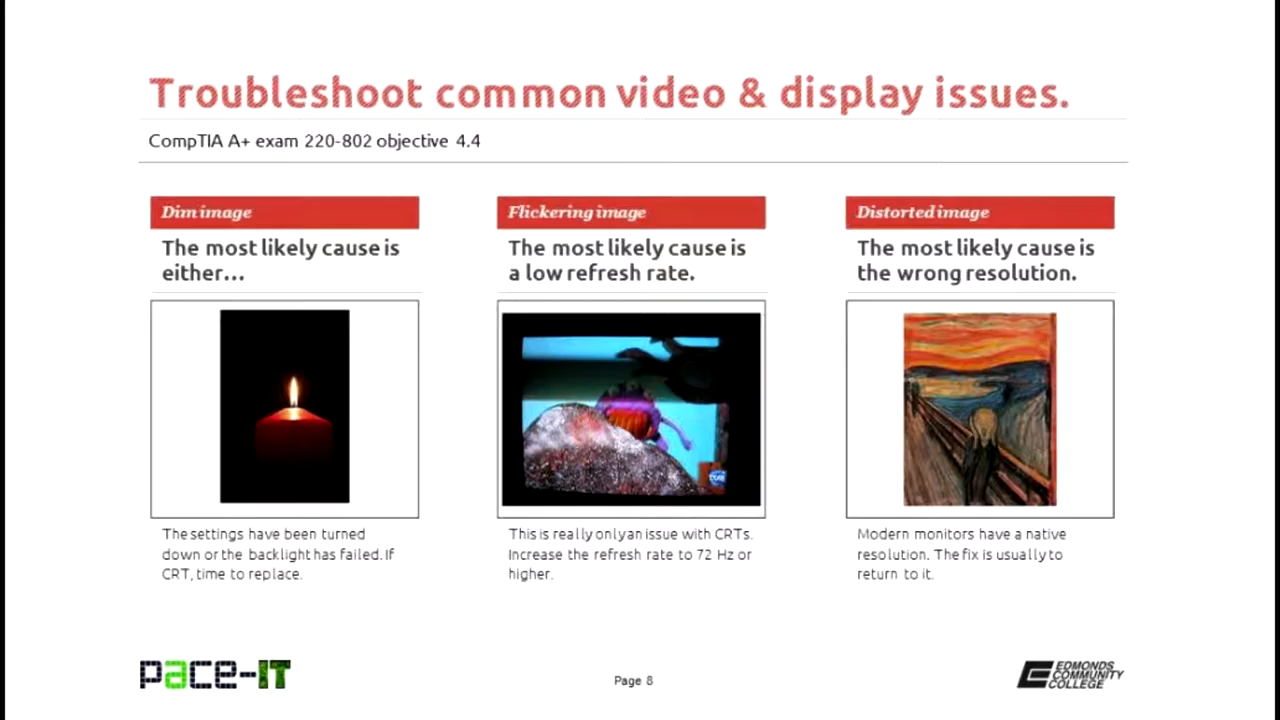 Troubleshoot common video & display issues.
CompTIA A+ exam 220-802 objective 4.4
Dim image
The most likely cause is
either...
The settings have been turned
down or the backlight has failed. If
CRT, time to replace.
Flickering image
The most likely cause is
a low refresh rate.
This is really only an issue with CRTs.
Increase the refresh rate to 72 Hz or
higher.
Distorted image
The most likely cause is
the wrong resolution.
Modern monitors have a native
resolution. The fix is usually to
return to it.
pace-IT
Page 8
EDMONDS
COMMUNITY
COLLEGE